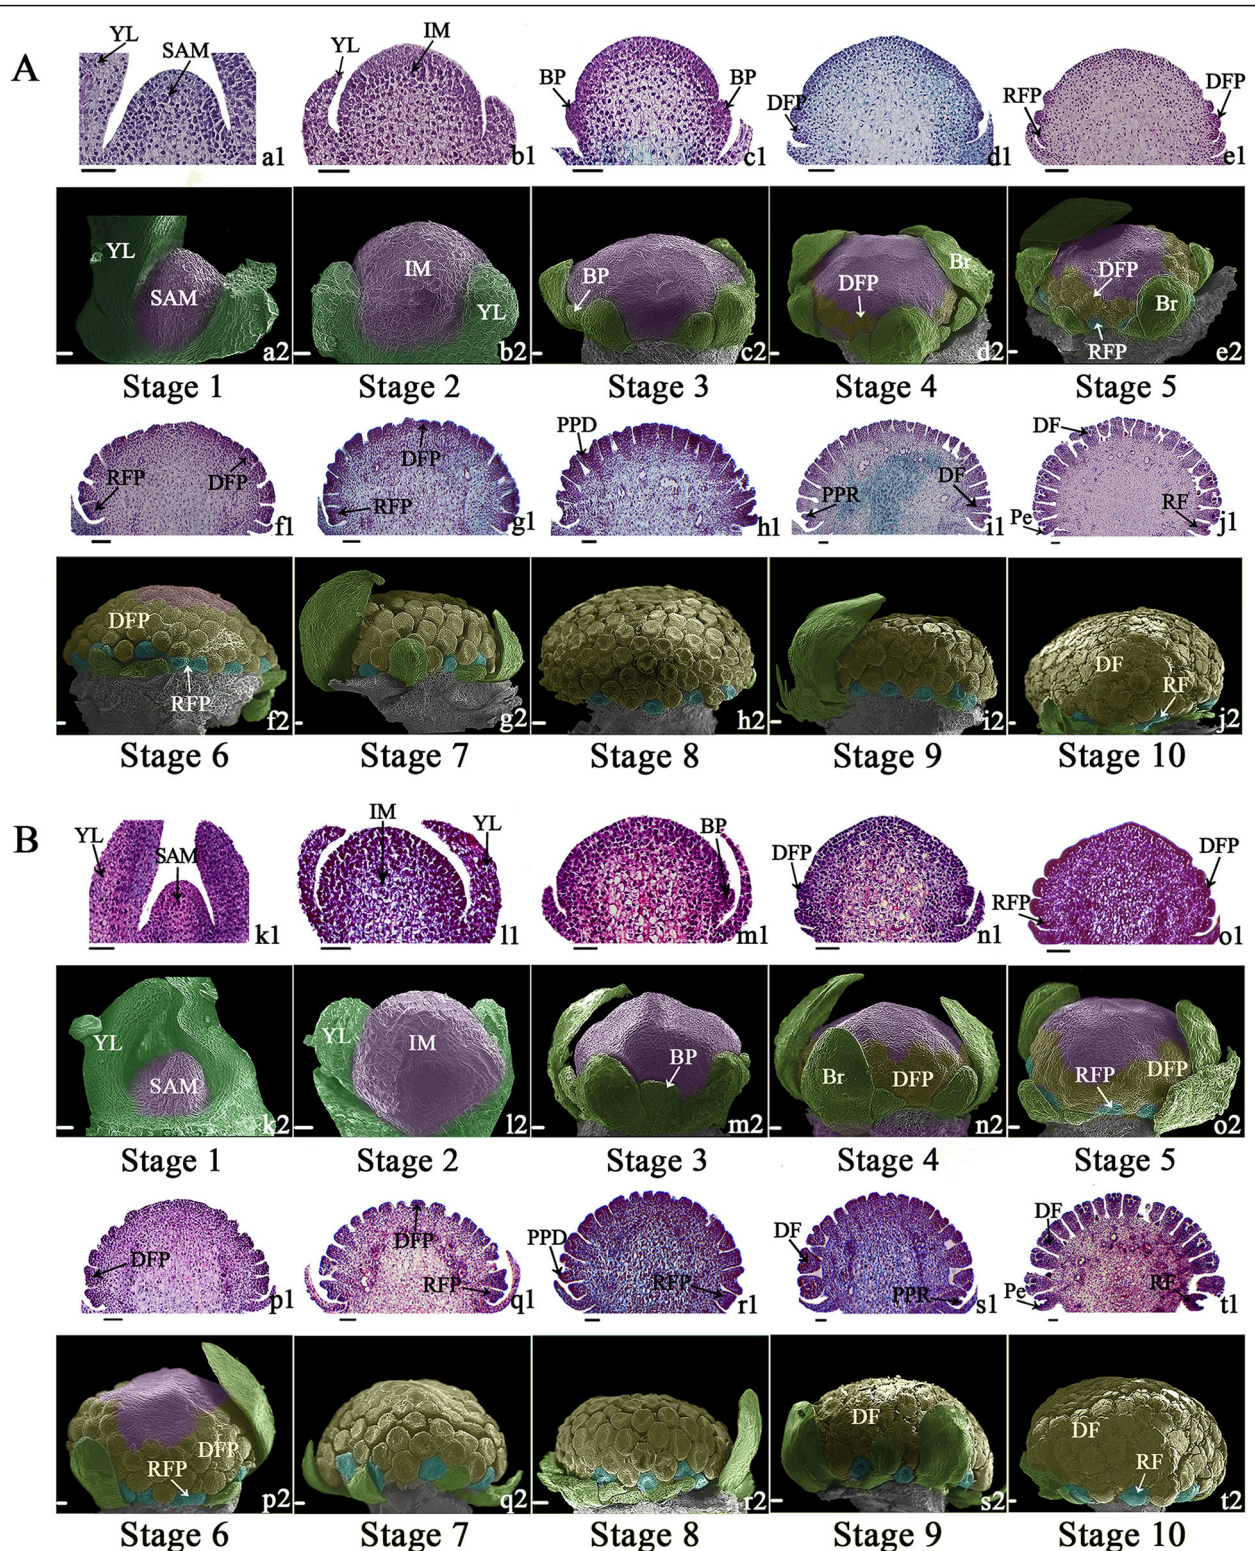 A
YL SAM a1
YL IM b1
BP BP c1
DFP d1
RFP DFP e1
YL SAM a2
IM YL b2
BP c2
DFP Br d2
DFP Br RFP e2
Stage 1 Stage 2 Stage 3 Stage 4 Stage 5
RFP DFP f1
DFP RFP g1
PPD h1
PPR DF i1
DF Pe RF j1
DFP RFP f2
g2
h2
i2
DF RF j2
Stage 6 Stage 7 Stage 8 Stage 9 Stage 10
B
YL SAM k1
IM YL l1
BP m1
DFP n1
DFP RFP o1
YL SAM k2
YL IM l2
BP m2
Br DFP n2
RFP DFP o2
Stage 1 Stage 2 Stage 3 Stage 4 Stage 5
DFP p1
DFP RFP q1
PPD RFP r1
DF PPR s1
DF Pe RF t1
DFP RFP p2
q2
r2
DF s2
DF RF t2
Stage 6 Stage 7 Stage 8 Stage 9 Stage 10